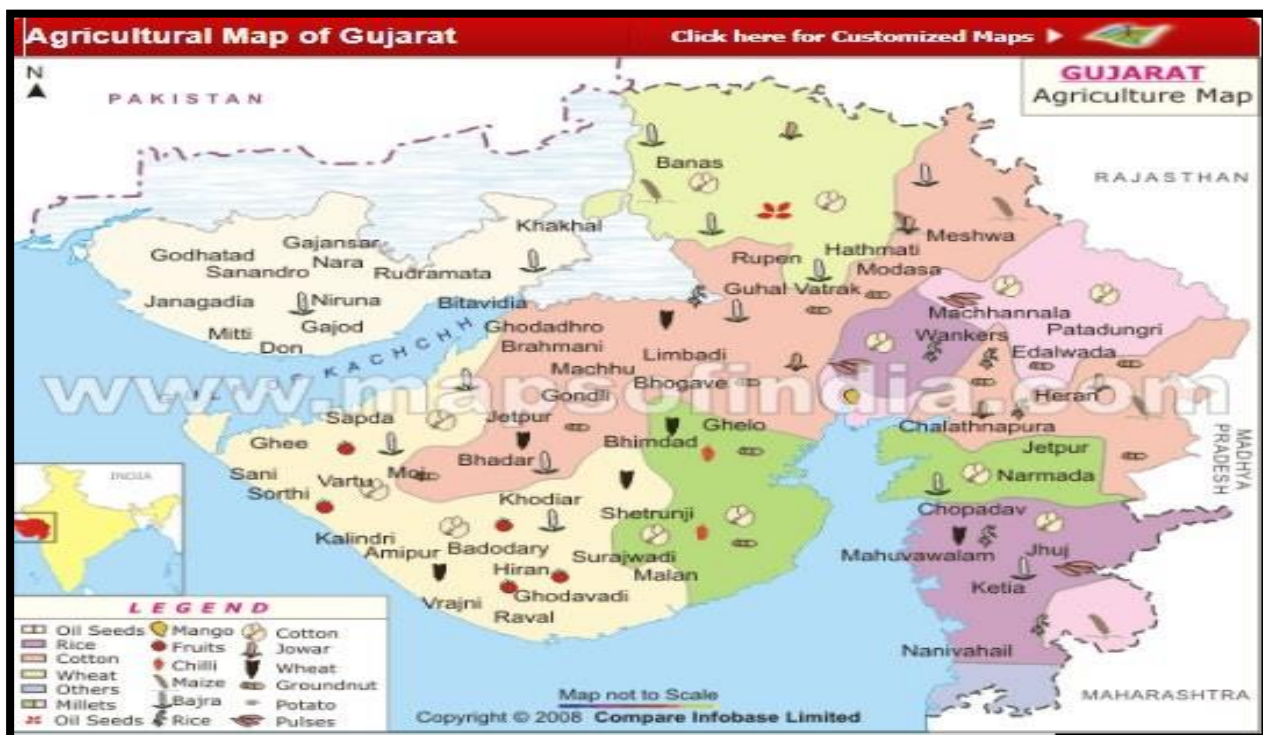 Agricultural Map of Gujarat
Click here for Customized Maps
N
PAKISTAN
GUJARAT
Agriculture Map
RAJASTHAN
Banas
Khakhal
Gajansar
Godhatad
Nara
Sanandro
Rudramata
Meshwa
Hathmati
Rupen
Modasa
Guhal Vatrak
Janagadia
Niruna
Bitavidia
Mitti
Gajod
Don
Machhannala
Patadungri
Wankers
Edalwada
Ghodadhro
Brahmani
Limbadi
Machhu
Bhogave
GULF OF KACHCHH
www.mapsofindia.com
Gondli
Heran
Sapda
Jetpur
Ghelo
Chalathnapura
Ghee
Bhimdad
Jetpur
MADHYA PRADESH
Bhadar
Moj
Sani
Vartu
Narmada
Sorthi
Khodiar
Shetrunji
Chopadav
Kalindri
Amipur
Badodary
Surajwadi
Mahuvawalam
Jhuj
Hiran
Malan
Ketia
Vrajni
Ghodavadi
Raval
Nanivahail
INDIA
LEGEND
Oil Seeds
Rice
Cotton
Wheat
Others
Millets
Oil Seeds
Mango
Fruits
Chilli
Maize
Bajra
Rice
Cotton
Jowar
Wheat
Groundnut
Potato
Pulses
Map not to Scale
MAHARASHTRA
Copyright © 2008 Compare Infobase Limited